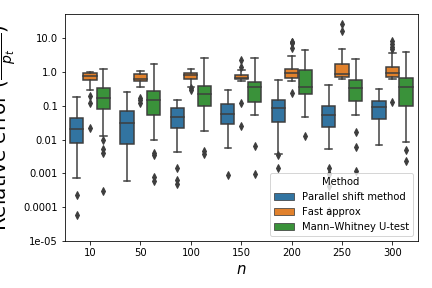 Relative error (p_t
10.0
1.0
0.1
0.01
0.001
0.0001
1e-05
Method
Parallel shift method
Fast approx
Mann–Whitney U-test
10 50 100 150 200 250 300
n